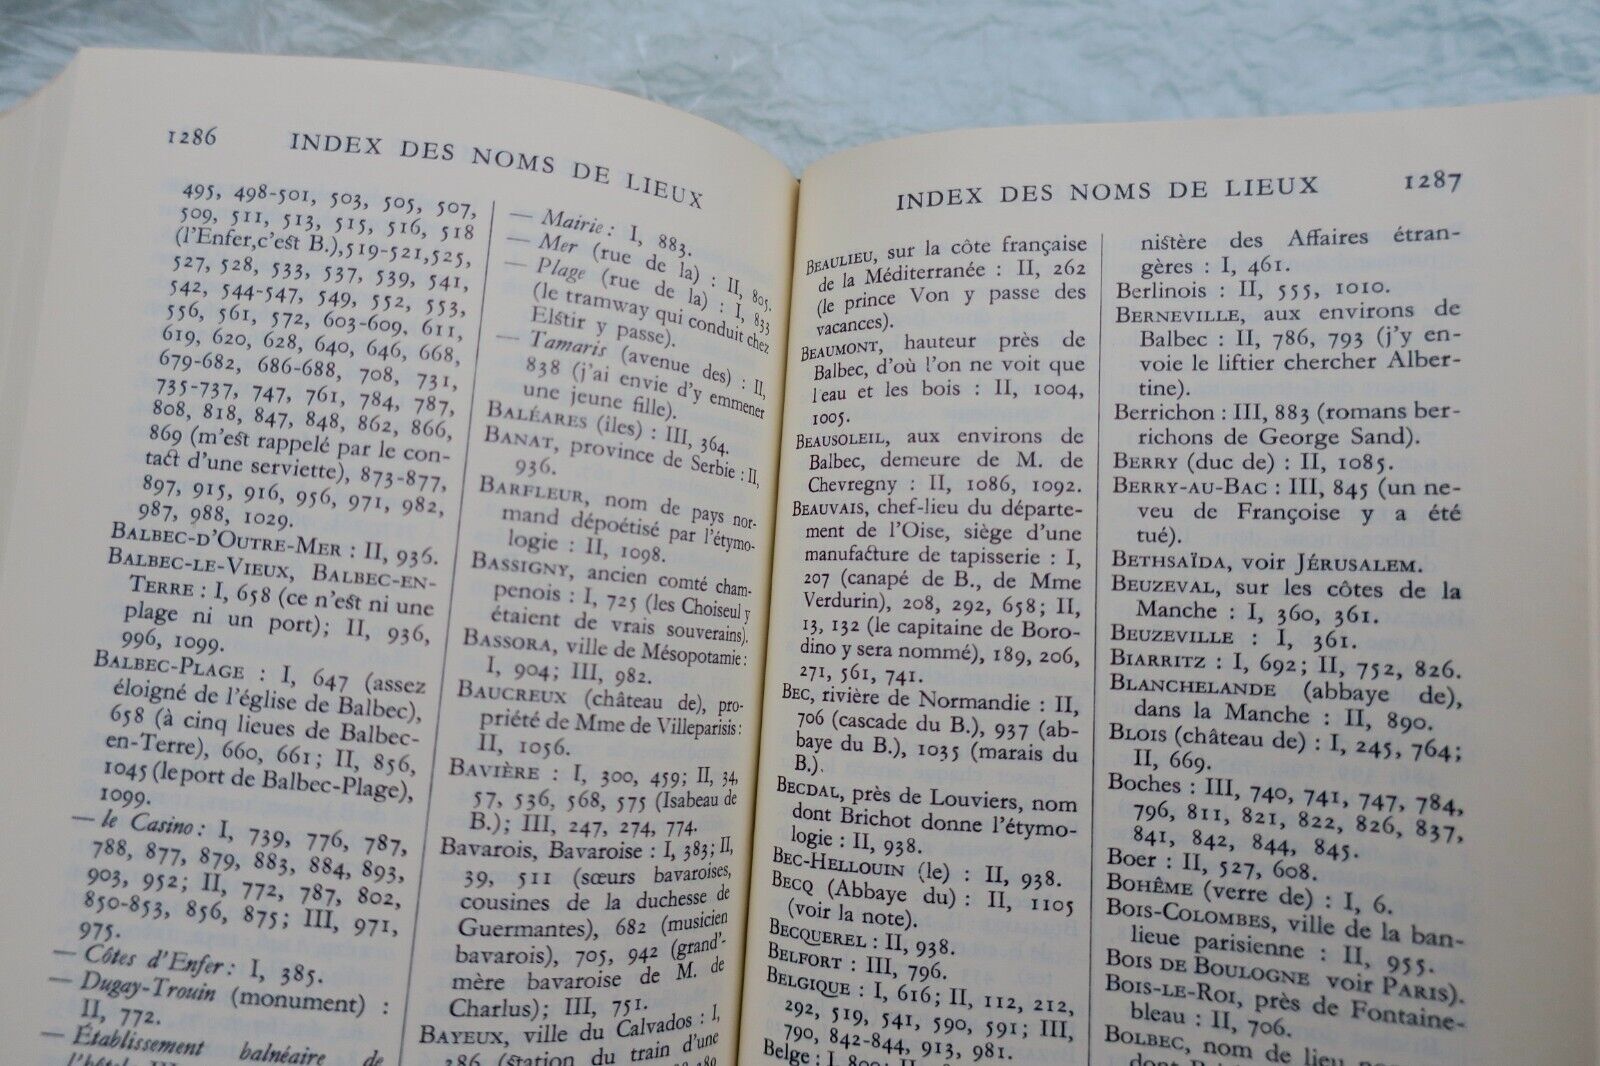 1286
INDEX DES NOMS DE LIEUX
495, 498-501, 503, 505, 507,
509, 511, 513, 515, 516, 518
(l'Enfer, c'est B.), 519-521, 525,
527, 528, 533, 537, 539, 541,
542, 544-547, 549, 552, 553,
556, 561, 572, 603-609, 611,
619, 620, 628, 640, 646, 668,
679-682, 686-688, 708, 731,
735-737, 747, 761, 784, 787,
808, 818, 847, 848, 862, 866,
869 (m'est rappelé par le con-
tact d'une serviette), 873-877,
897, 915, 916, 956, 971, 982,
987, 988, 1029.
BALBEC-D'OUTRE-MER : II, 936.
BALBEC-LE-VIEUX, BALBEC-EN-
TERRE : I, 658 (ce n'est ni une
plage ni un port); II, 936,
996, 1099.
BALBEC-PLAGE : I, 647 (assez
éloigné de l'église de Balbec),
658 (à cinq lieues de Balbec-
en-Terre), 660, 661; II, 856,
1045 (le port de Balbec-Plage),
1099.
— le Casino : I, 739, 776, 787,
788, 877, 879, 883, 884, 893,
903, 952; II, 772, 787, 802,
850-853, 856, 875; III, 971,
975.
— Côtes d'Enfer : I, 385.
— Dugay-Trouin (monument) :
II, 772.
— Établissement balnéaire de
— Mairie : I, 883.
— Mer (rue de la) : II, 805.
— Plage (rue de la) : I, 833
(le tramway qui conduit chez
Elstir y passe).
— Tamaris (avenue des) : II,
838 (j'ai envie d'y emmener
une jeune fille).
BALÉARES (îles) : III, 364.
BANAT, province de Serbie : II,
936.
BARFLEUR, nom de pays nor-
mand dépoétisé par l'étymo-
logie : II, 1098.
BASSIGNY, ancien comté cham-
penois : I, 725 (les Choiseul y
étaient de vrais souverains).
BASSORA, ville de Mésopotamie :
I, 904; III, 982.
BAUCREUX (château de), pro-
priété de Mme de Villeparisis :
II, 1056.
BAVIÈRE : I, 300, 459; II, 34,
57, 536, 568, 575 (Isabeau de
B.); III, 247, 274, 774.
Bavarois, Bavaroise : I, 383; II,
39, 511 (sœurs bavaroises,
cousines de la duchesse de
Guermantes), 682 (musicien
bavarois), 705, 942 (grand'-
mère bavaroise de M. de
Charlus); III, 751.
BAYEUX, ville du Calvados : I,
386 (station du train d'une
INDEX DES NOMS DE LIEUX
1287
BEAULIEU, sur la côte française
de la Méditerranée : II, 262
(le prince Von y passe des
vacances).
BEAUMONT, hauteur près de
Balbec, d'où l'on ne voit que
l'eau et les bois : II, 1004,
1005.
BEAUSOLEIL, aux environs de
Balbec, demeure de M. de
Chevregny : II, 1086, 1092.
BEAUVAIS, chef-lieu du départe-
ment de l'Oise, siège d'une
manufacture de tapisserie : I,
207 (canapé de B., de Mme
Verdurin), 208, 292, 658; II,
13, 132 (le capitaine de Boro-
dino y sera nommé), 189, 206,
271, 561, 741.
BEC, rivière de Normandie : II,
706 (cascade du B.), 937 (ab-
baye du B.), 1035 (marais du
B.).
BECDAL, près de Louviers, nom
dont Brichot donne l'étymo-
logie : II, 938.
BEC-HELLOUIN (le) : II, 938.
BECQ (Abbaye du) : II, 1105
(voir la note).
BECQUEREL : II, 938.
BELFORT : III, 796.
BELGIQUE : I, 616; II, 112, 212,
292, 519, 541, 590, 591; III,
790, 842-844, 913, 981.
Belge : I,
nistère des Affaires étran-
gères : I, 461.
Berlinois : II, 555, 1010.
BERNEVILLE, aux environs de
Balbec : II, 786, 793 (j'y en-
voie le liftier chercher Alber-
tine).
Berrichon : III, 883 (romans ber-
richons de George Sand).
BERRY (duc de) : II, 1085.
BERRY-AU-BAC : III, 845 (un ne-
veu de Françoise y a été
tué).
BETHSAÏDA, voir JÉRUSALEM.
BEUZEVAL, sur les côtes de la
Manche : I, 360, 361.
BEUZEVILLE : I, 361.
BIARRITZ : I, 692; II, 752, 826.
BLANCHELANDE (abbaye de),
dans la Manche : II, 890.
BLOIS (château de) : I, 245, 764;
II, 669.
Boches : III, 740, 741, 747, 784,
796, 811, 821, 822, 826, 837,
841, 842, 844, 845.
Boer : II, 527, 608.
BOHÊME (verre de) : I, 6.
BOIS-COLOMBES, ville de la ban-
lieue parisienne : II, 955.
BOIS DE BOULOGNE voir PARIS).
BOIS-LE-ROI, près de Fontaine-
bleau : II, 706.
BOLBEC, nom de lieu
dont